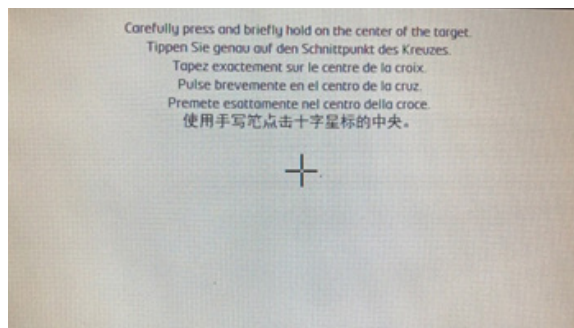 Carefully press and briefly hold on the center of the target.
Tippen Sie genau auf den Schnittpunkt des Kreuzes.
Tapez exactement sur le centre de la croix.
Pulse brevemente en el centro de la cruz.
Premete esattamente nel centro della croce.
使用手写笔点击十字星标的中央。